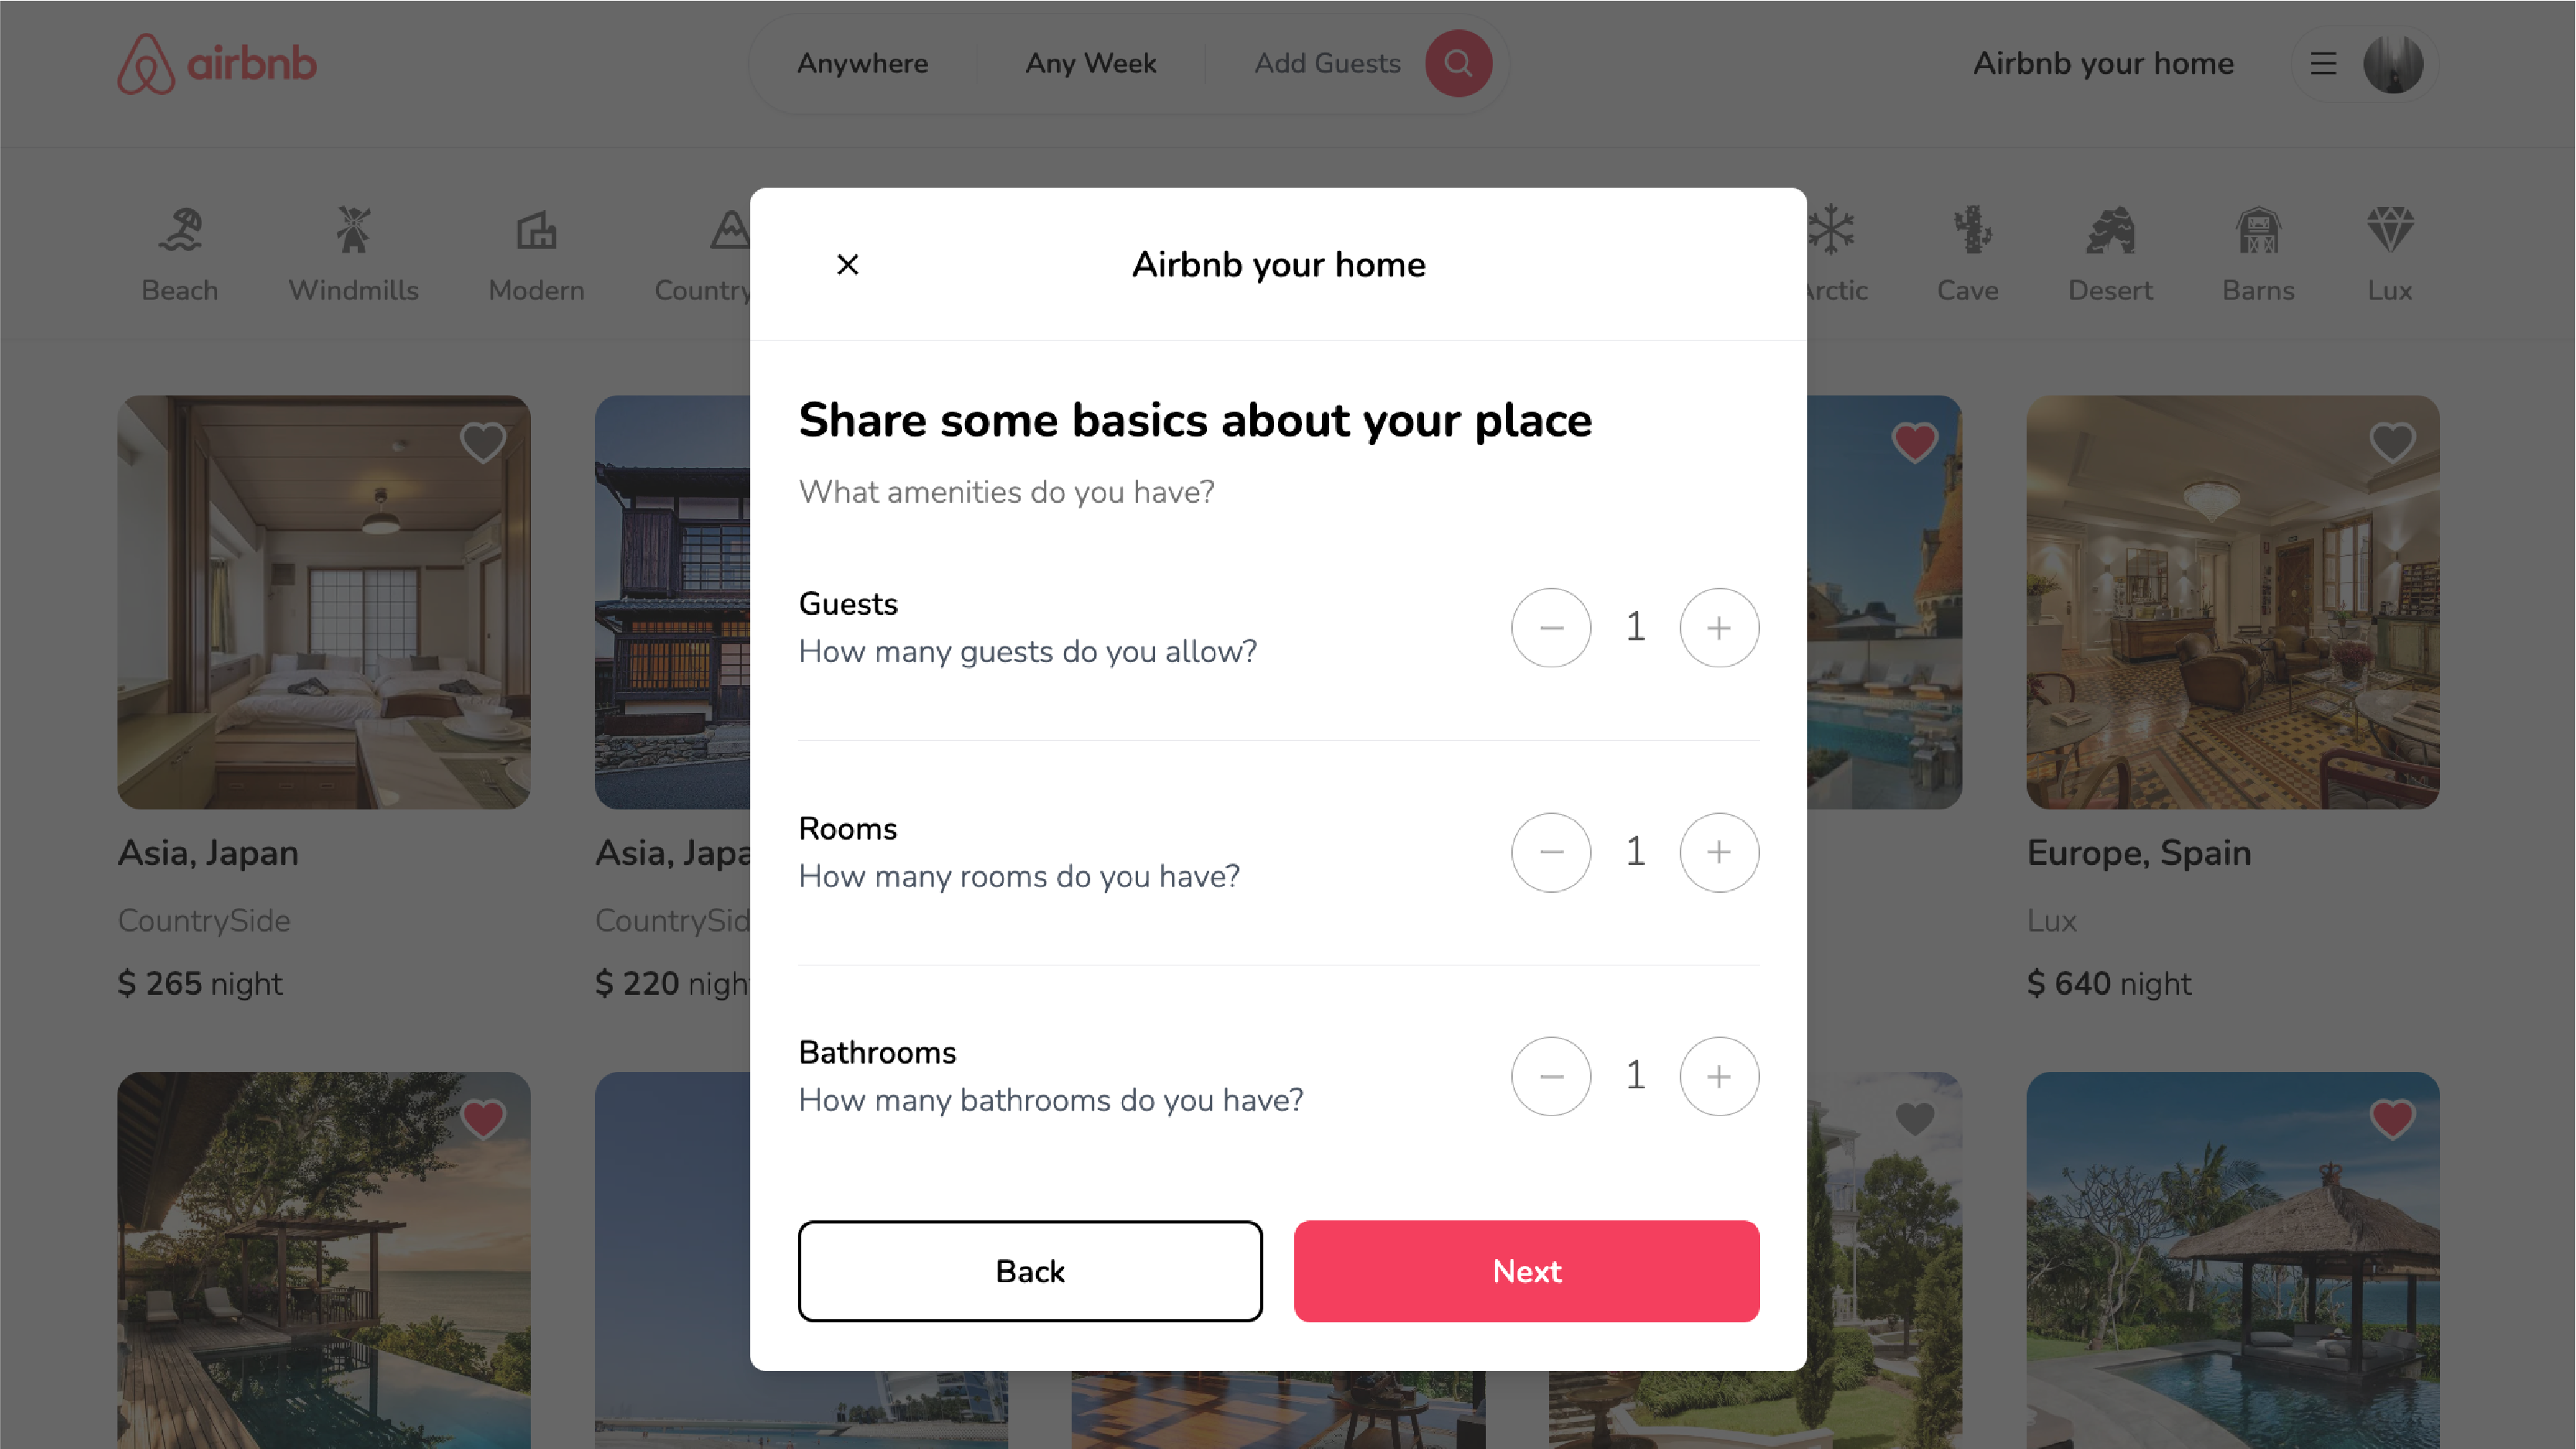 airbnb
Anywhere
Any Week
Add Guests
Airbnb your home
Beach
Windmills
Modern
Country
Arctic
Cave
Desert
Barns
Lux
Airbnb your home
Share some basics about your place
What amenities do you have?
Guests
How many guests do you allow?
1
Rooms
How many rooms do you have?
1
Bathrooms
How many bathrooms do you have?
1
Back
Next
Asia, Japan
CountrySide
$ 265 night
Asia, Japa
CountrySid
$ 220 nigh
Europe, Spain
Lux
$ 640 night